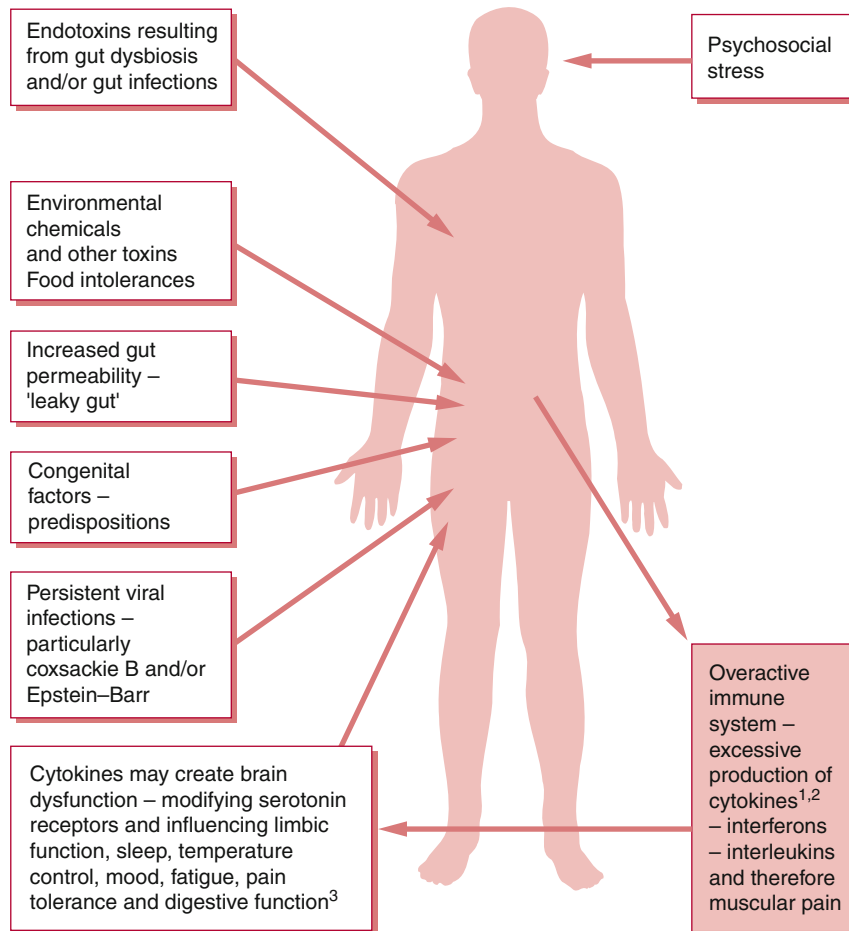 Endotoxins resulting
from gut dysbiosis
and/or gut infections
Psychosocial
stress
Environmental
chemicals
and other toxins
Food intolerances
Increased gut
permeability –
'leaky gut'
Congenital
factors –
predispositions
Persistent viral
infections –
particularly
coxsackie B and/or
Epstein–Barr
Cytokines may create brain
dysfunction – modifying serotonin
receptors and influencing limbic
function, sleep, temperature
control, mood, fatigue, pain
tolerance and digestive function3
Overactive
immune
system –
excessive
production of
cytokines1,2
– interferons
– interleukins
and therefore
muscular pain